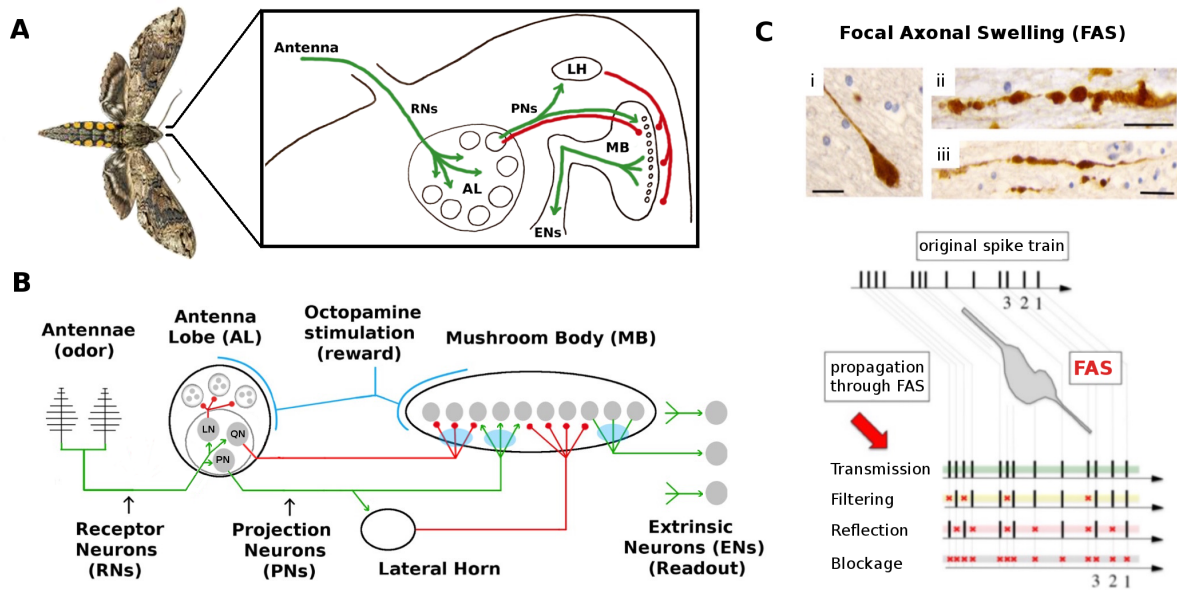 A
Antenna
RNs
PNs
LH
AL
MB
ENs
B
Antennae
(odor)
Antenna
Lobe (AL)
Octopamine
stimulation
(reward)
Mushroom Body (MB)
LN
QN
PN
Receptor
Neurons
(RNs)
Projection
Neurons
(PNs)
Lateral Horn
Extrinsic
Neurons (ENs)
(Readout)
C
Focal Axonal Swelling (FAS)
i
ii
iii
original spike train
3 2 1
propagation
through FAS
FAS
Transmission
Filtering
Reflection
Blockage
3 2 1